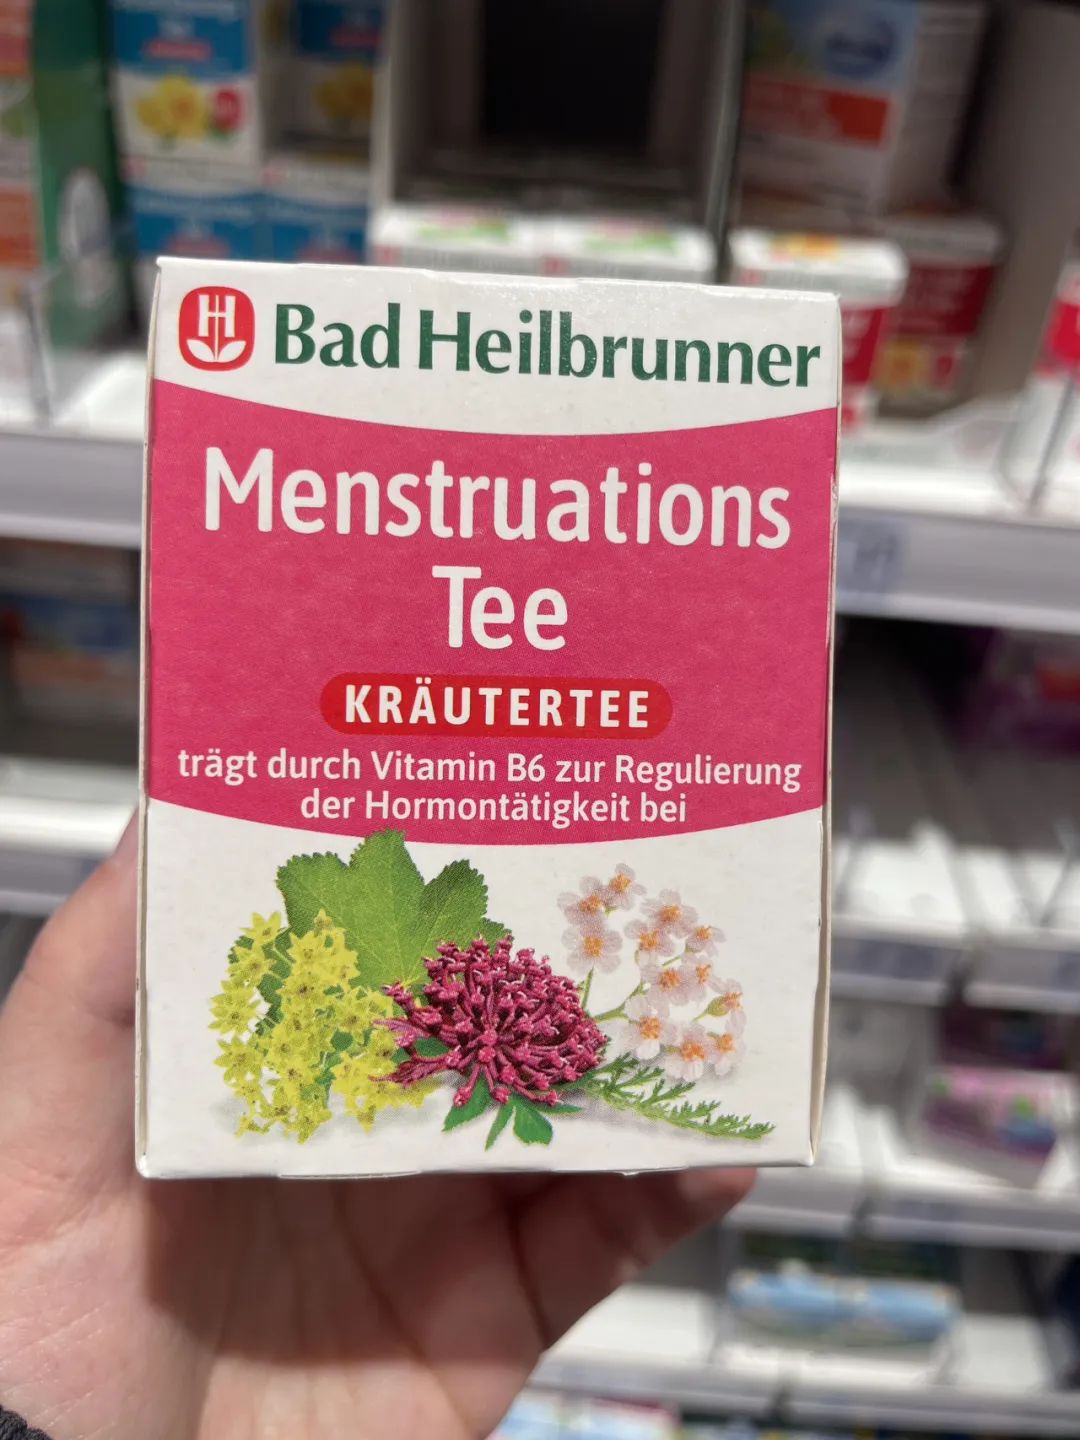 Bad Heilbrunner
Menstruations
Tee
KRÄUTERTEE
trägt durch Vitamin B6 zur Regulierung
der Hormontätigkeit bei